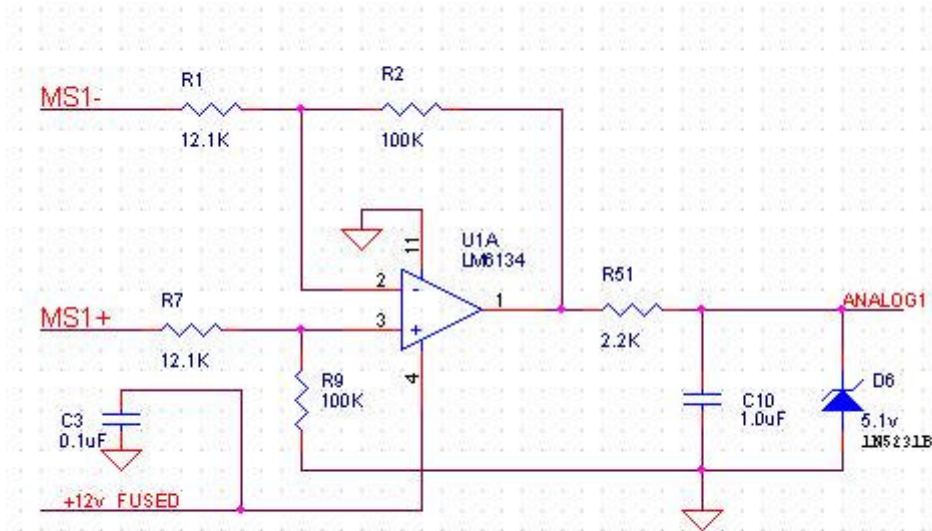 R1
R2
MS1-
12.1K
100K
11
U1A
LM6134
2
-
1
R51
ANALOG1
R7
MS1+
3
+
2.2K
12.1K
4
R9
100K
D6
C3
0.1uF
C10
1.0uF
5.1v
1N5231B
+12v FUSED